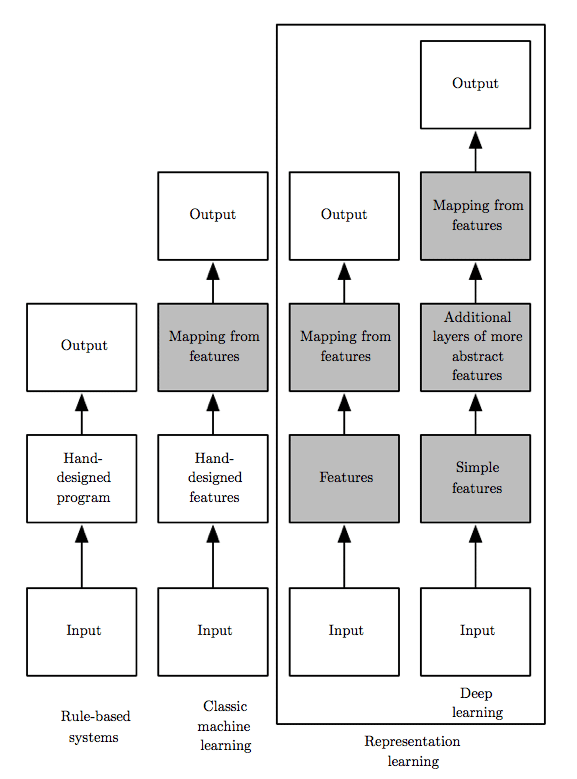 Output
Output
Output
Mapping from
features
Output
Mapping from
features
Mapping from
features
Additional
layers of more
abstract
features
Hand-
designed
program
Hand-
designed
features
Features
Simple
features
Input
Input
Input
Input
Rule-based
systems
Classic
machine
learning
Deep
learning
Representation
learning